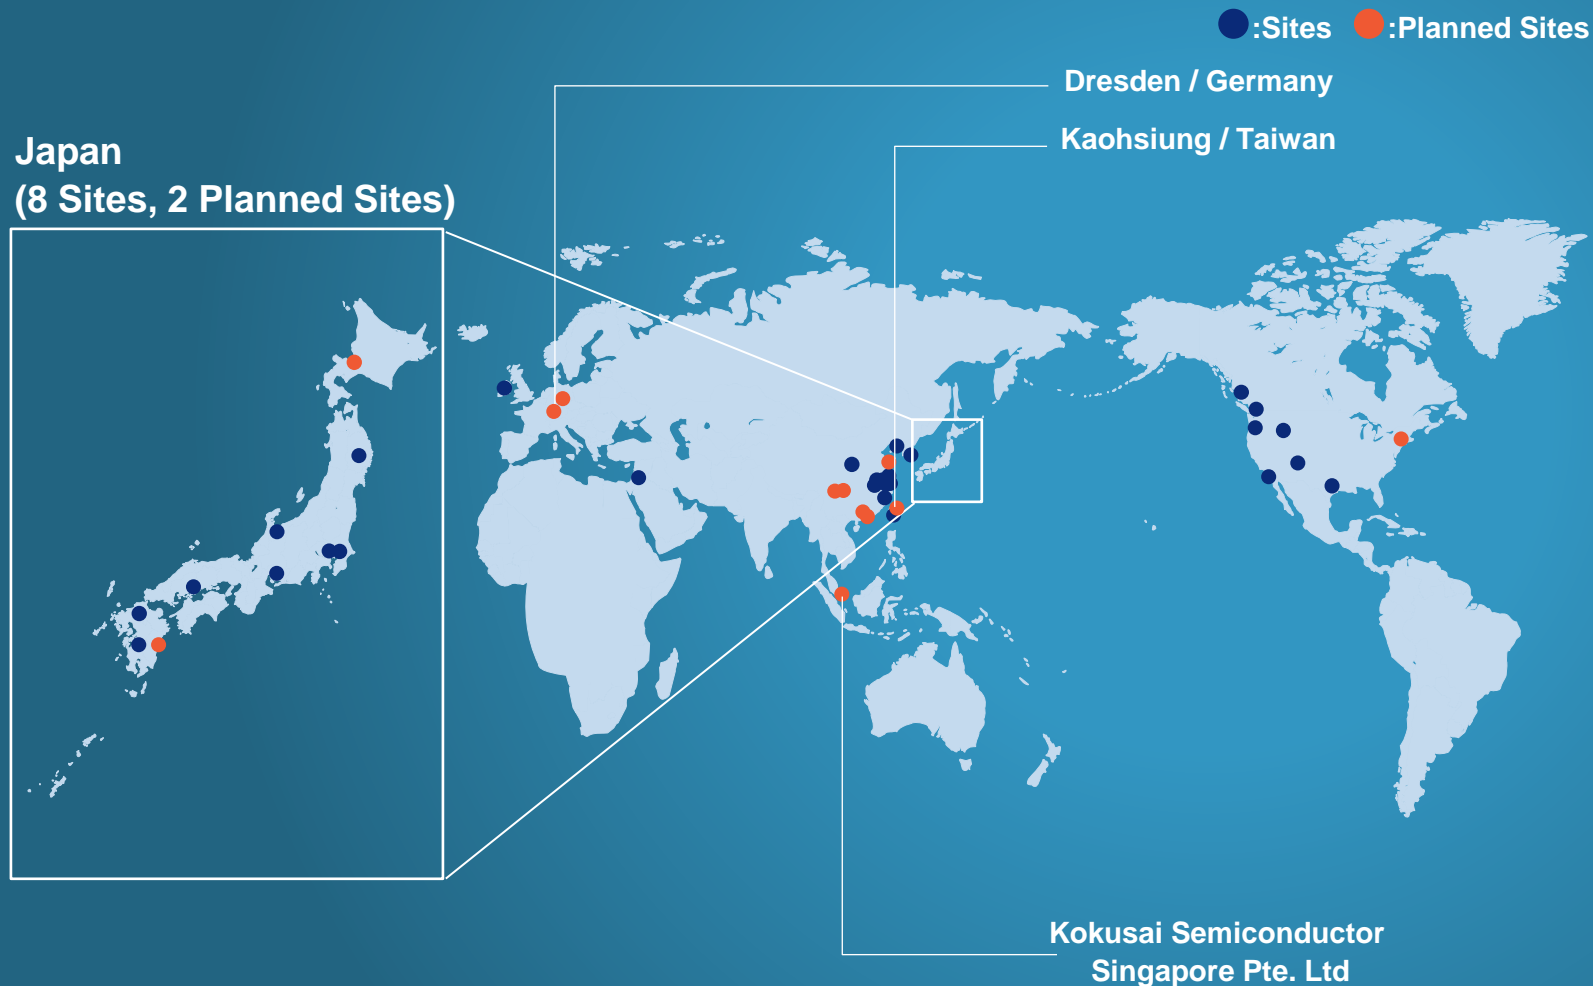 :Sites :Planned Sites
Dresden / Germany
Kaohsiung / Taiwan
Japan
(8 Sites, 2 Planned Sites)
Kokusai Semiconductor
Singapore Pte. Ltd